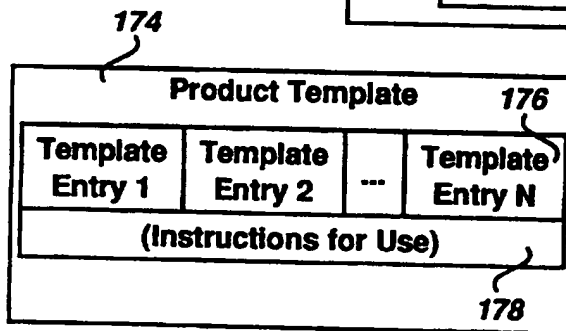 174
Product Template
176
Template Entry 1
Template Entry 2
...
Template Entry N
(Instructions for Use)
178